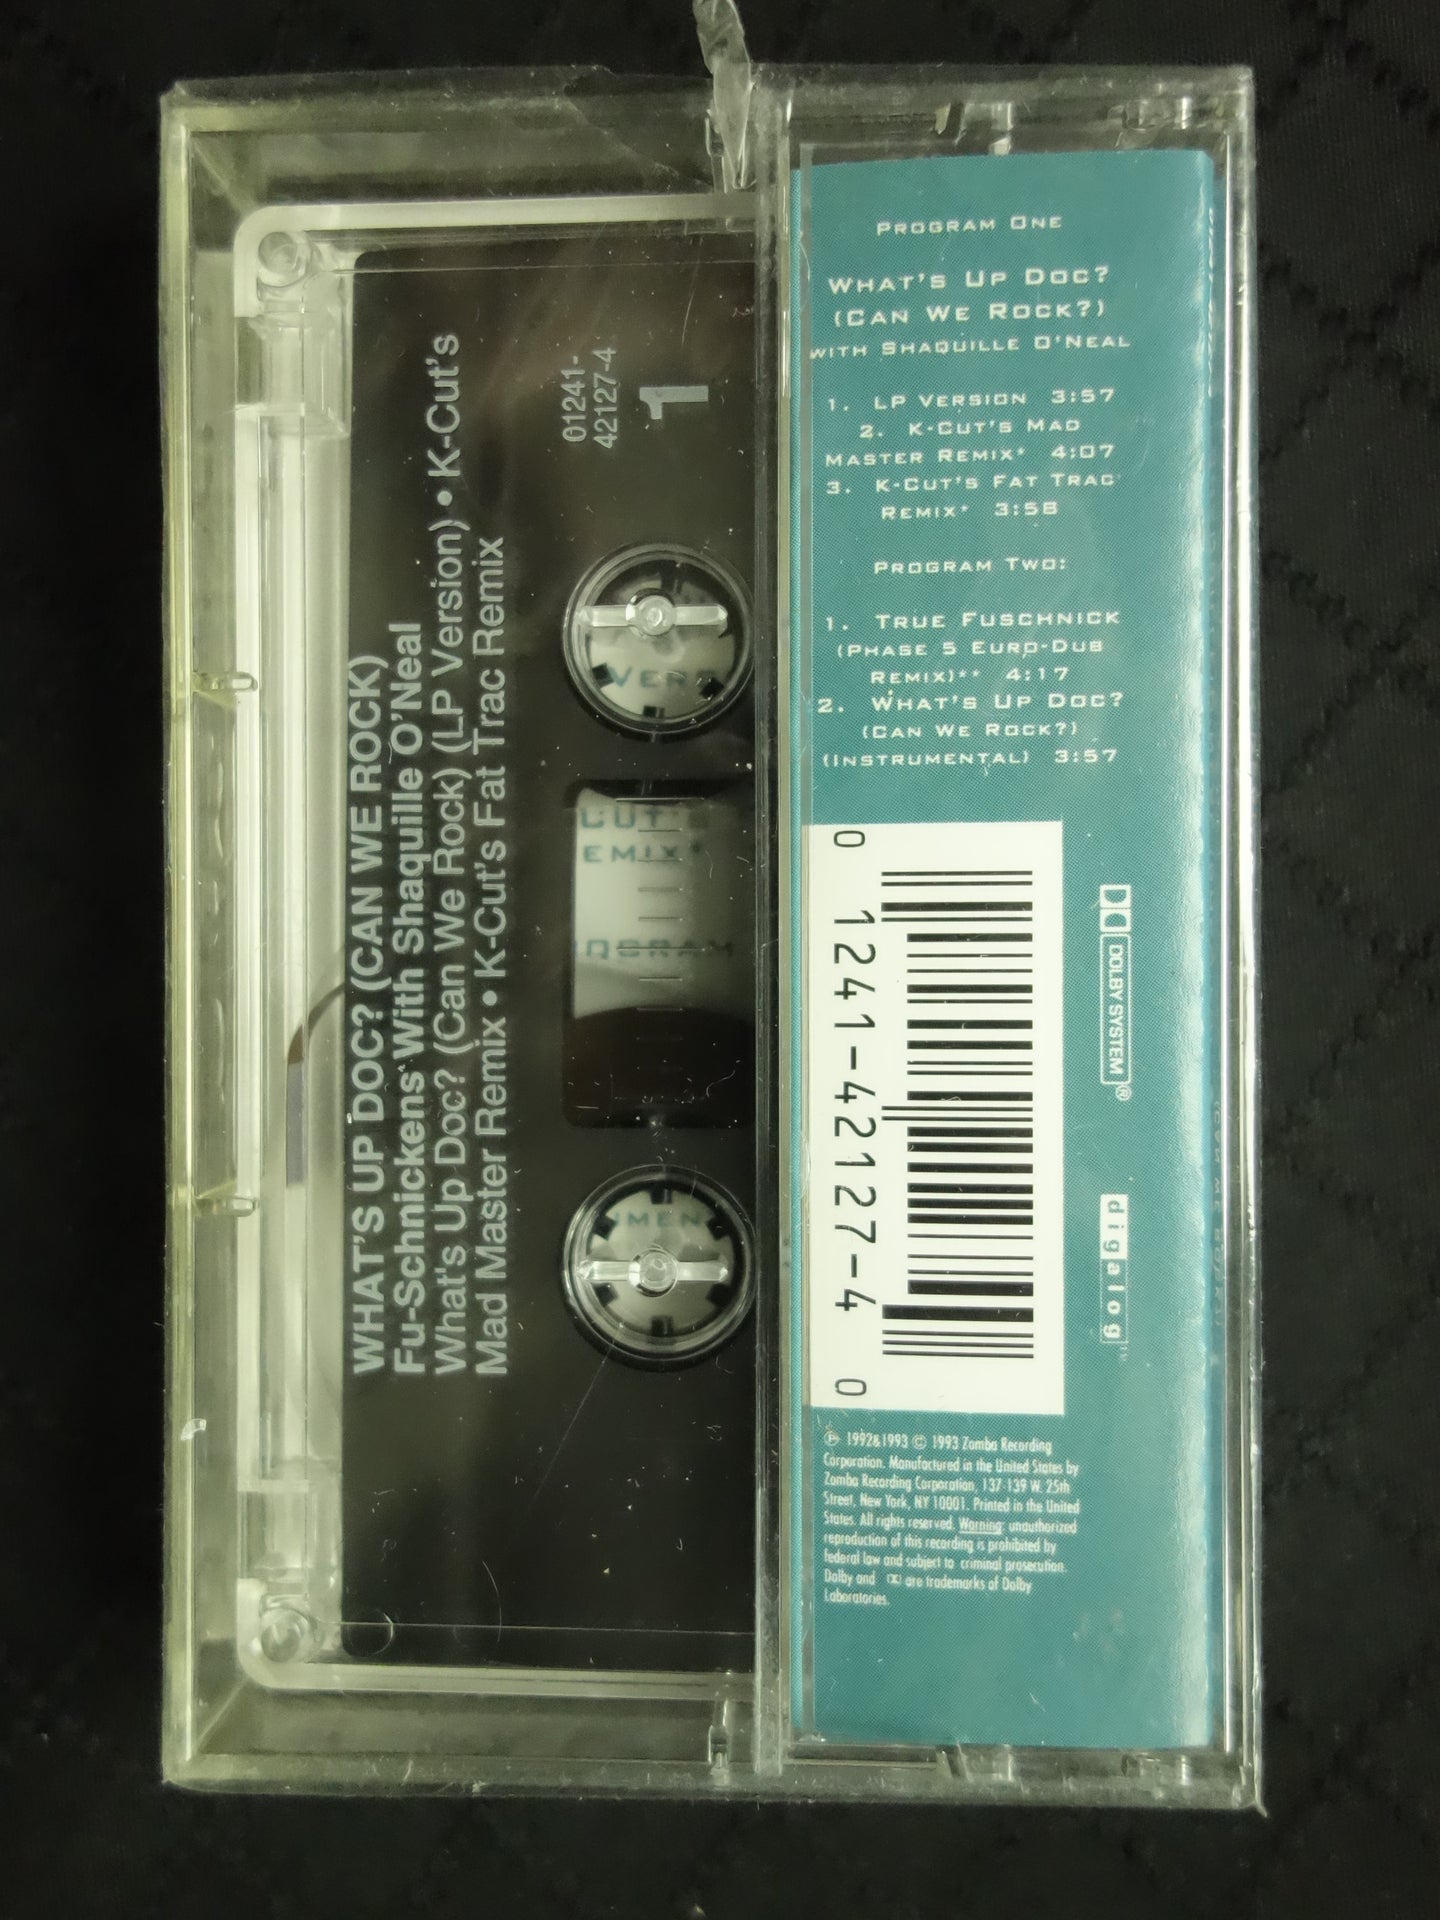 WHAT'S UP DOC? (CAN WE ROCK)
Fu-Schnickens With Shaquille O'Neal
What's Up Doc? (Can We Rock) (LP Version) • K-Cut's
Mad Master Remix • K-Cut's Fat Trac Remix
01241-
42127-4
1
VERS
CUT'S
EMIX*
OGRAM
UMEN
PROGRAM ONE
WHAT'S UP DOC?
(CAN WE ROCK?)
WITH SHAQUILLE O'NEAL
1. LP VERSION 3:57
2. K-CUT'S MAD
MASTER REMIX* 4:07
3. K-CUT'S FAT TRAC
REMIX* 3:58
PROGRAM TWO:
1. TRUE FUSCHNICK
(PHASE 5 EURO-DUB
REMIX)** 4:17
2. WHAT'S UP DOC?
(CAN WE ROCK?)
(INSTRUMENTAL) 3:57
0 1241-42127-4 0
DOLBY SYSTEM®
digalog™
℗ 1992&1993 © 1993 Zomba Recording
Corporation. Manufactured in the United States by
Zomba Recording Corporation, 137-139 W. 25th
Street, New York, NY 10001. Printed in the United
States. All rights reserved. Warning: unauthorized
reproduction of this recording is prohibited by
federal law and subject to criminal prosecution.
Dolby and are trademarks of Dolby
Laboratories.